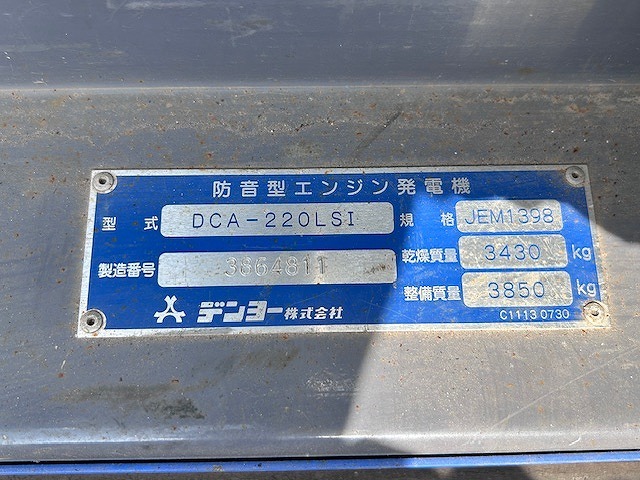 防音型エンジン発電機
型式 DCA-220LSI 規格 JEM1398
製造番号 3864811 乾燥質量 3430 kg
整備質量 3850 kg
デンヨー株式会社 C1113 0730